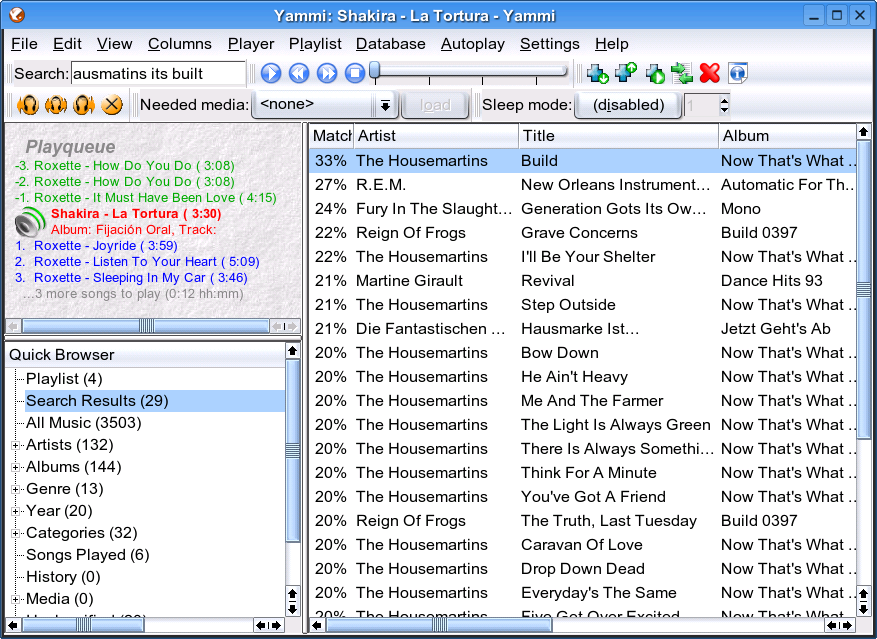 Yammi: Shakira - La Tortura - Yammi
File Edit View Columns Player Playlist Database Autoplay Settings Help
Search: ausmatins its built
Needed media: <none> load Sleep mode: (disabled) 1
Playqueue
-3. Roxette - How Do You Do ( 3:08)
-2. Roxette - How Do You Do ( 3:08)
-1. Roxette - It Must Have Been Love ( 4:15)
Shakira - La Tortura ( 3:30)
Album: Fijación Oral, Track:
1. Roxette - Joyride ( 3:59)
2. Roxette - Listen To Your Heart ( 5:09)
3. Roxette - Sleeping In My Car ( 3:46)
...3 more songs to play (0:12 hh:mm)
Quick Browser
Playlist (4)
Search Results (29)
All Music (3503)
Artists (132)
Albums (144)
Genre (13)
Year (20)
Categories (32)
Songs Played (6)
History (0)
Media (0)
Match Artist Title Album
33% The Housemartins Build Now That's What ..
27% R.E.M. New Orleans Instrument... Automatic For Th..
24% Fury In The Slaught... Generation Gots Its Ow... Mono
22% Reign Of Frogs Grave Concerns Build 0397
22% The Housemartins I'll Be Your Shelter Now That's What ..
21% Martine Girault Revival Dance Hits 93
21% The Housemartins Step Outside Now That's What ..
21% Die Fantastischen ... Hausmarke Ist... Jetzt Geht's Ab
20% The Housemartins Bow Down Now That's What ..
20% The Housemartins He Ain't Heavy Now That's What ..
20% The Housemartins Me And The Farmer Now That's What ..
20% The Housemartins The Light Is Always Green Now That's What ..
20% The Housemartins There Is Always Somethi... Now That's What ..
20% The Housemartins Think For A Minute Now That's What ..
20% The Housemartins You've Got A Friend Now That's What ..
20% Reign Of Frogs The Truth, Last Tuesday Build 0397
20% The Housemartins Caravan Of Love Now That's What ..
20% The Housemartins Drop Down Dead Now That's What ..
20% The Housemartins Everyday's The Same Now That's What ..
20% The Housemartins Five Get Over Excited Now That's What ..